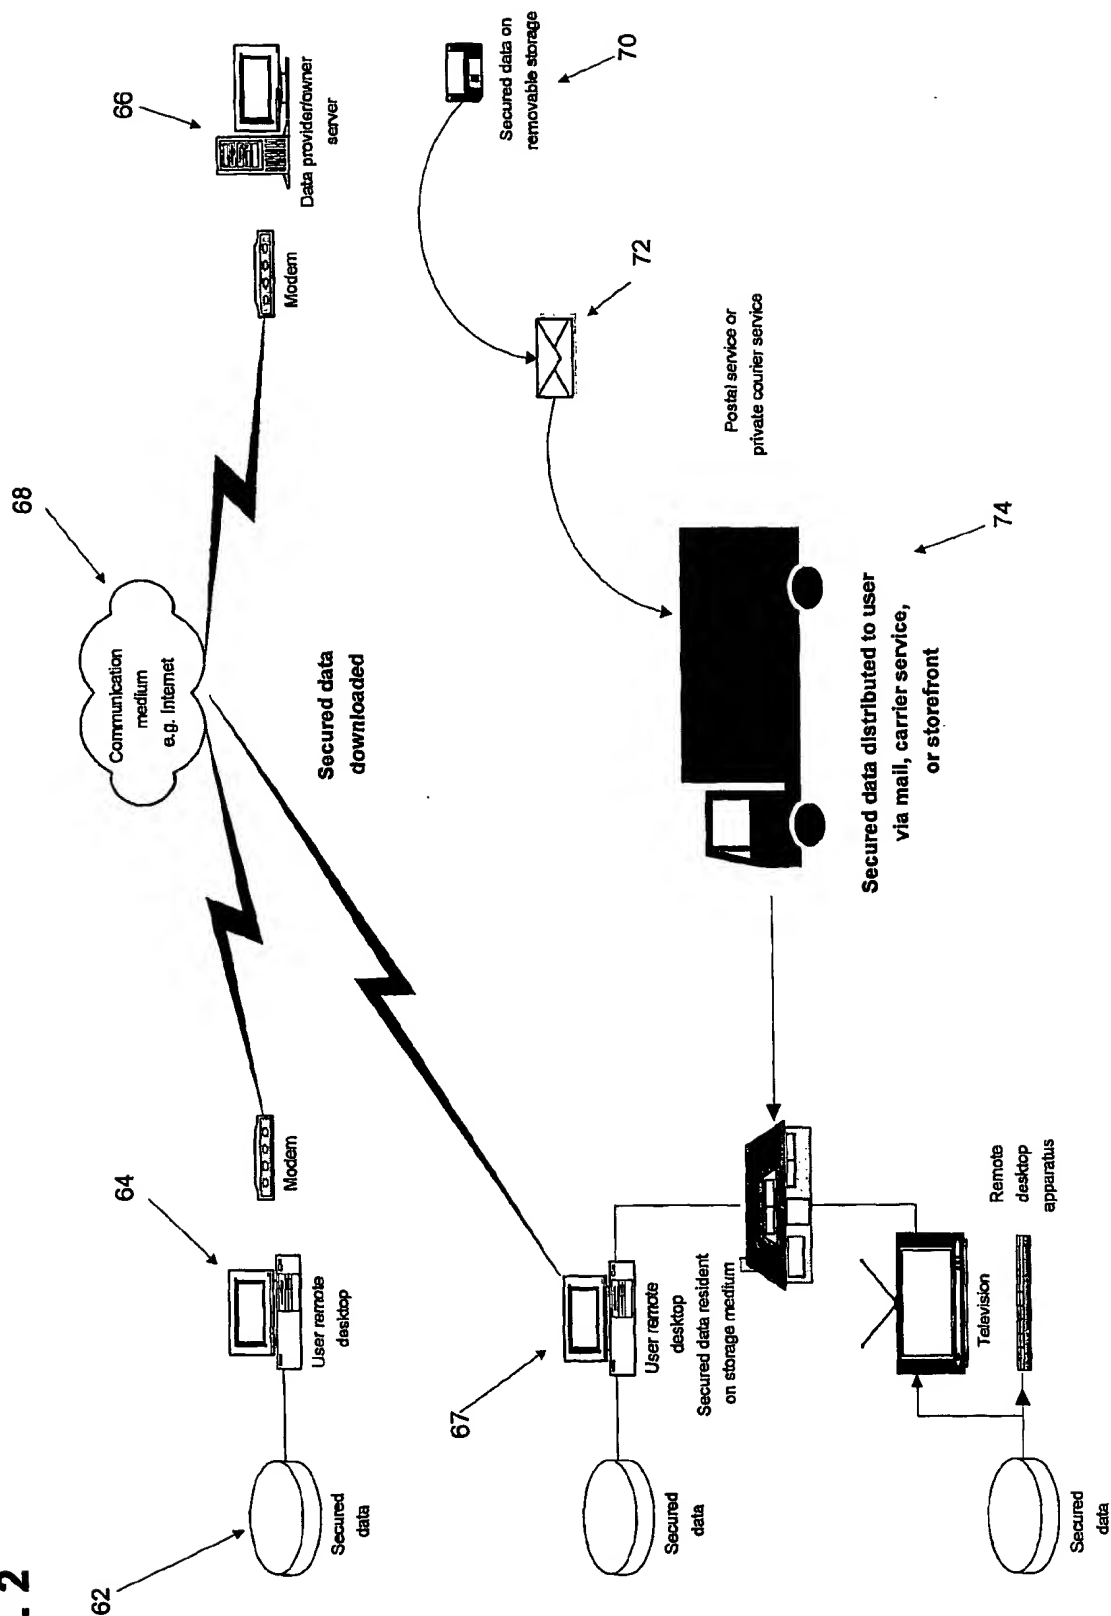 62
Secured
data
64
User remote
desktop
Modem
68
Communication
medium
e.g. Internet
Modem
66
Data provider/owner
server
Secured data
downloaded
67
Secured
data
User remote
desktop
Secured data resident
on storage medium
Secured data on
removable storage
70
72
Postal service or
private courier service
74
Secured data distributed to user
via mail, carrier service,
or storefront
Secured
data
Television
Remote
desktop
apparatus
. 2